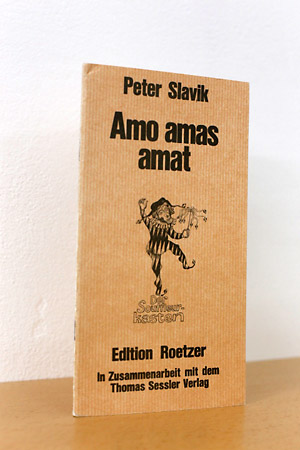 Peter Slavik
Amo amas
amat
Der
Souffleur-
kasten
Edition Roetzer
In Zusammenarbeit mit dem
Thomas Sessler Verlag